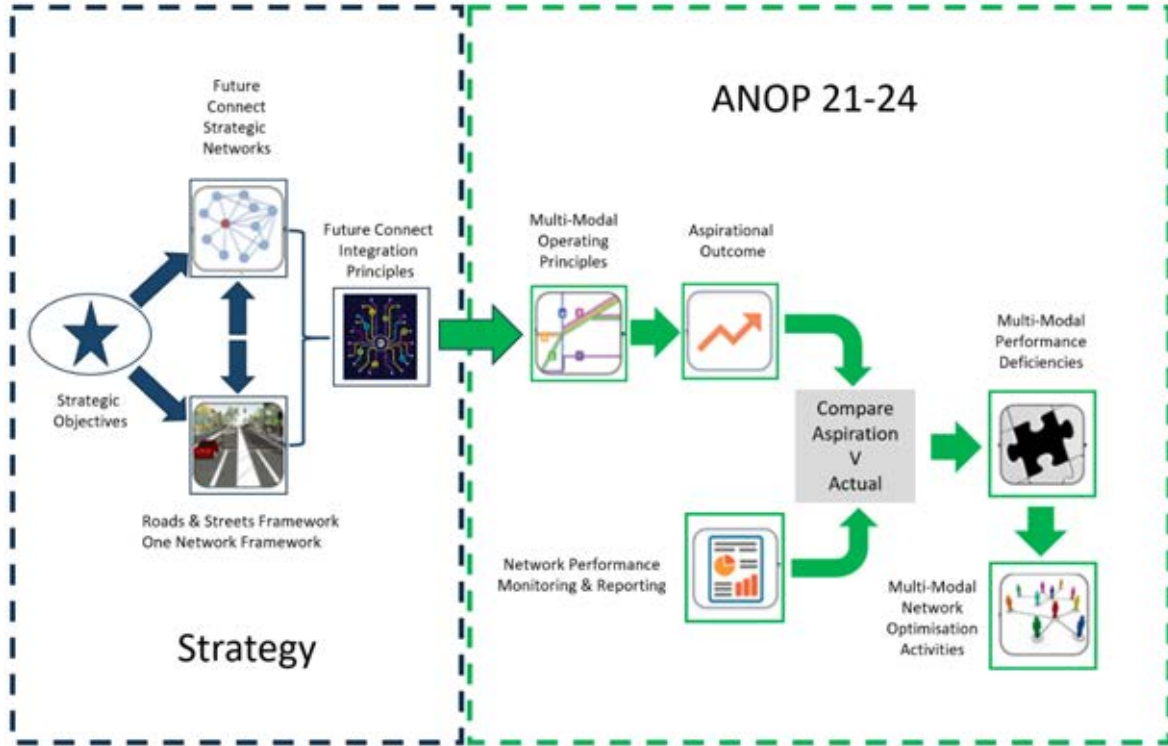 Future
Connect
Strategic
Networks
Strategic
Objectives
Roads & Streets Framework
One Network Framework
Future Connect
Integration
Principles
Strategy
ANOP 21-24
Multi-Modal
Operating
Principles
Aspirational
Outcome
Compare
Aspiration
V
Actual
Network Performance
Monitoring & Reporting
Multi-Modal
Performance
Deficiencies
Multi-Modal
Network
Optimisation
Activities